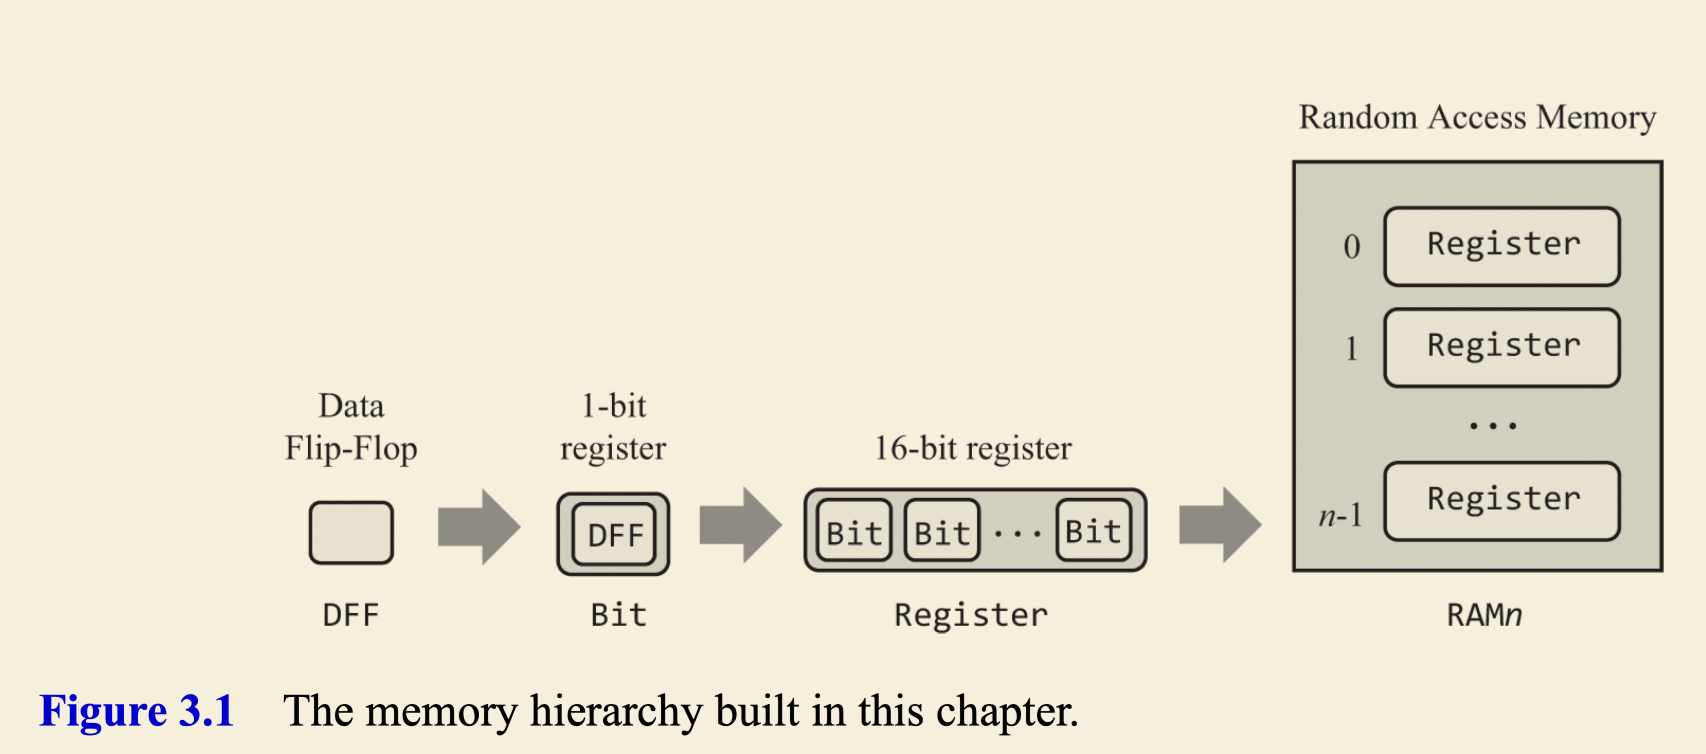 Random Access Memory
0 Register
1 Register
...
n-1 Register
RAMn
Data
Flip-Flop
DFF
1-bit
register
DFF
Bit
16-bit register
Bit Bit ... Bit
Register
Figure 3.1 The memory hierarchy built in this chapter.